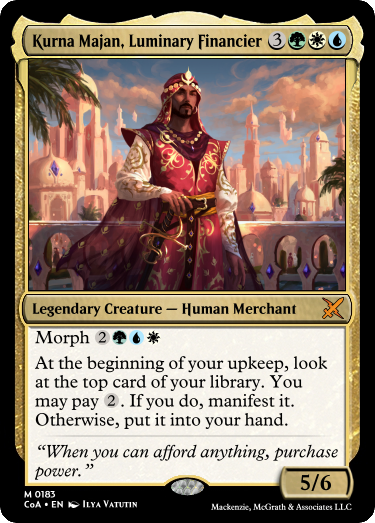 Kurna Majan, Luminary Financier 3
Legendary Creature — Human Merchant
Morph 2
At the beginning of your upkeep, look
at the top card of your library. You
may pay 2. If you do, manifest it.
Otherwise, put it into your hand.
“When you can afford anything, purchase
power.”
5/6
M 0183
CoA • EN Ilya Vatutin
Mackenzie, McGrath & Associates LLC